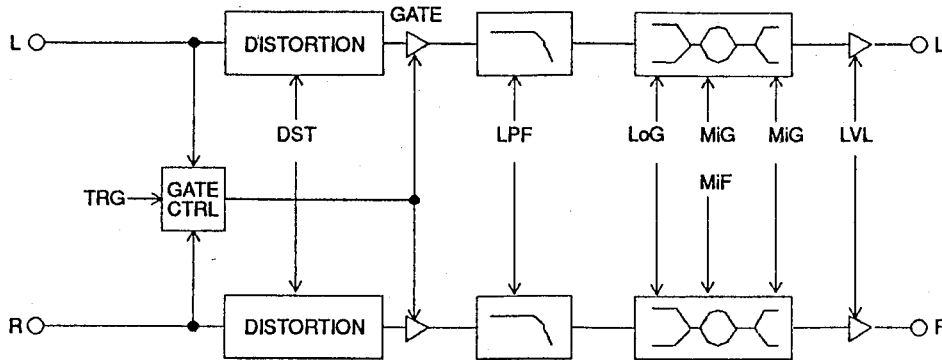 GATE
L
DISTORTION
L
DST
LPF
LoG
MiG
MiG
LVL
TRG
GATE
CTRL
MiF
R
DISTORTION